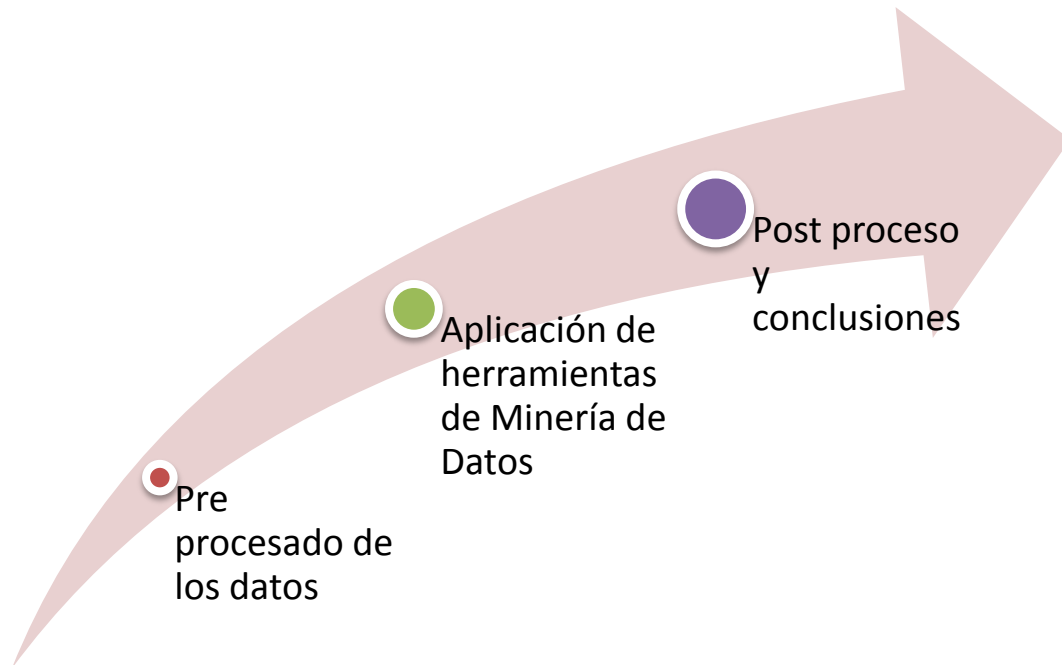 Post proceso
y
conclusiones
Aplicación de
herramientas
de Minería de
Datos
Pre
procesado de
los datos